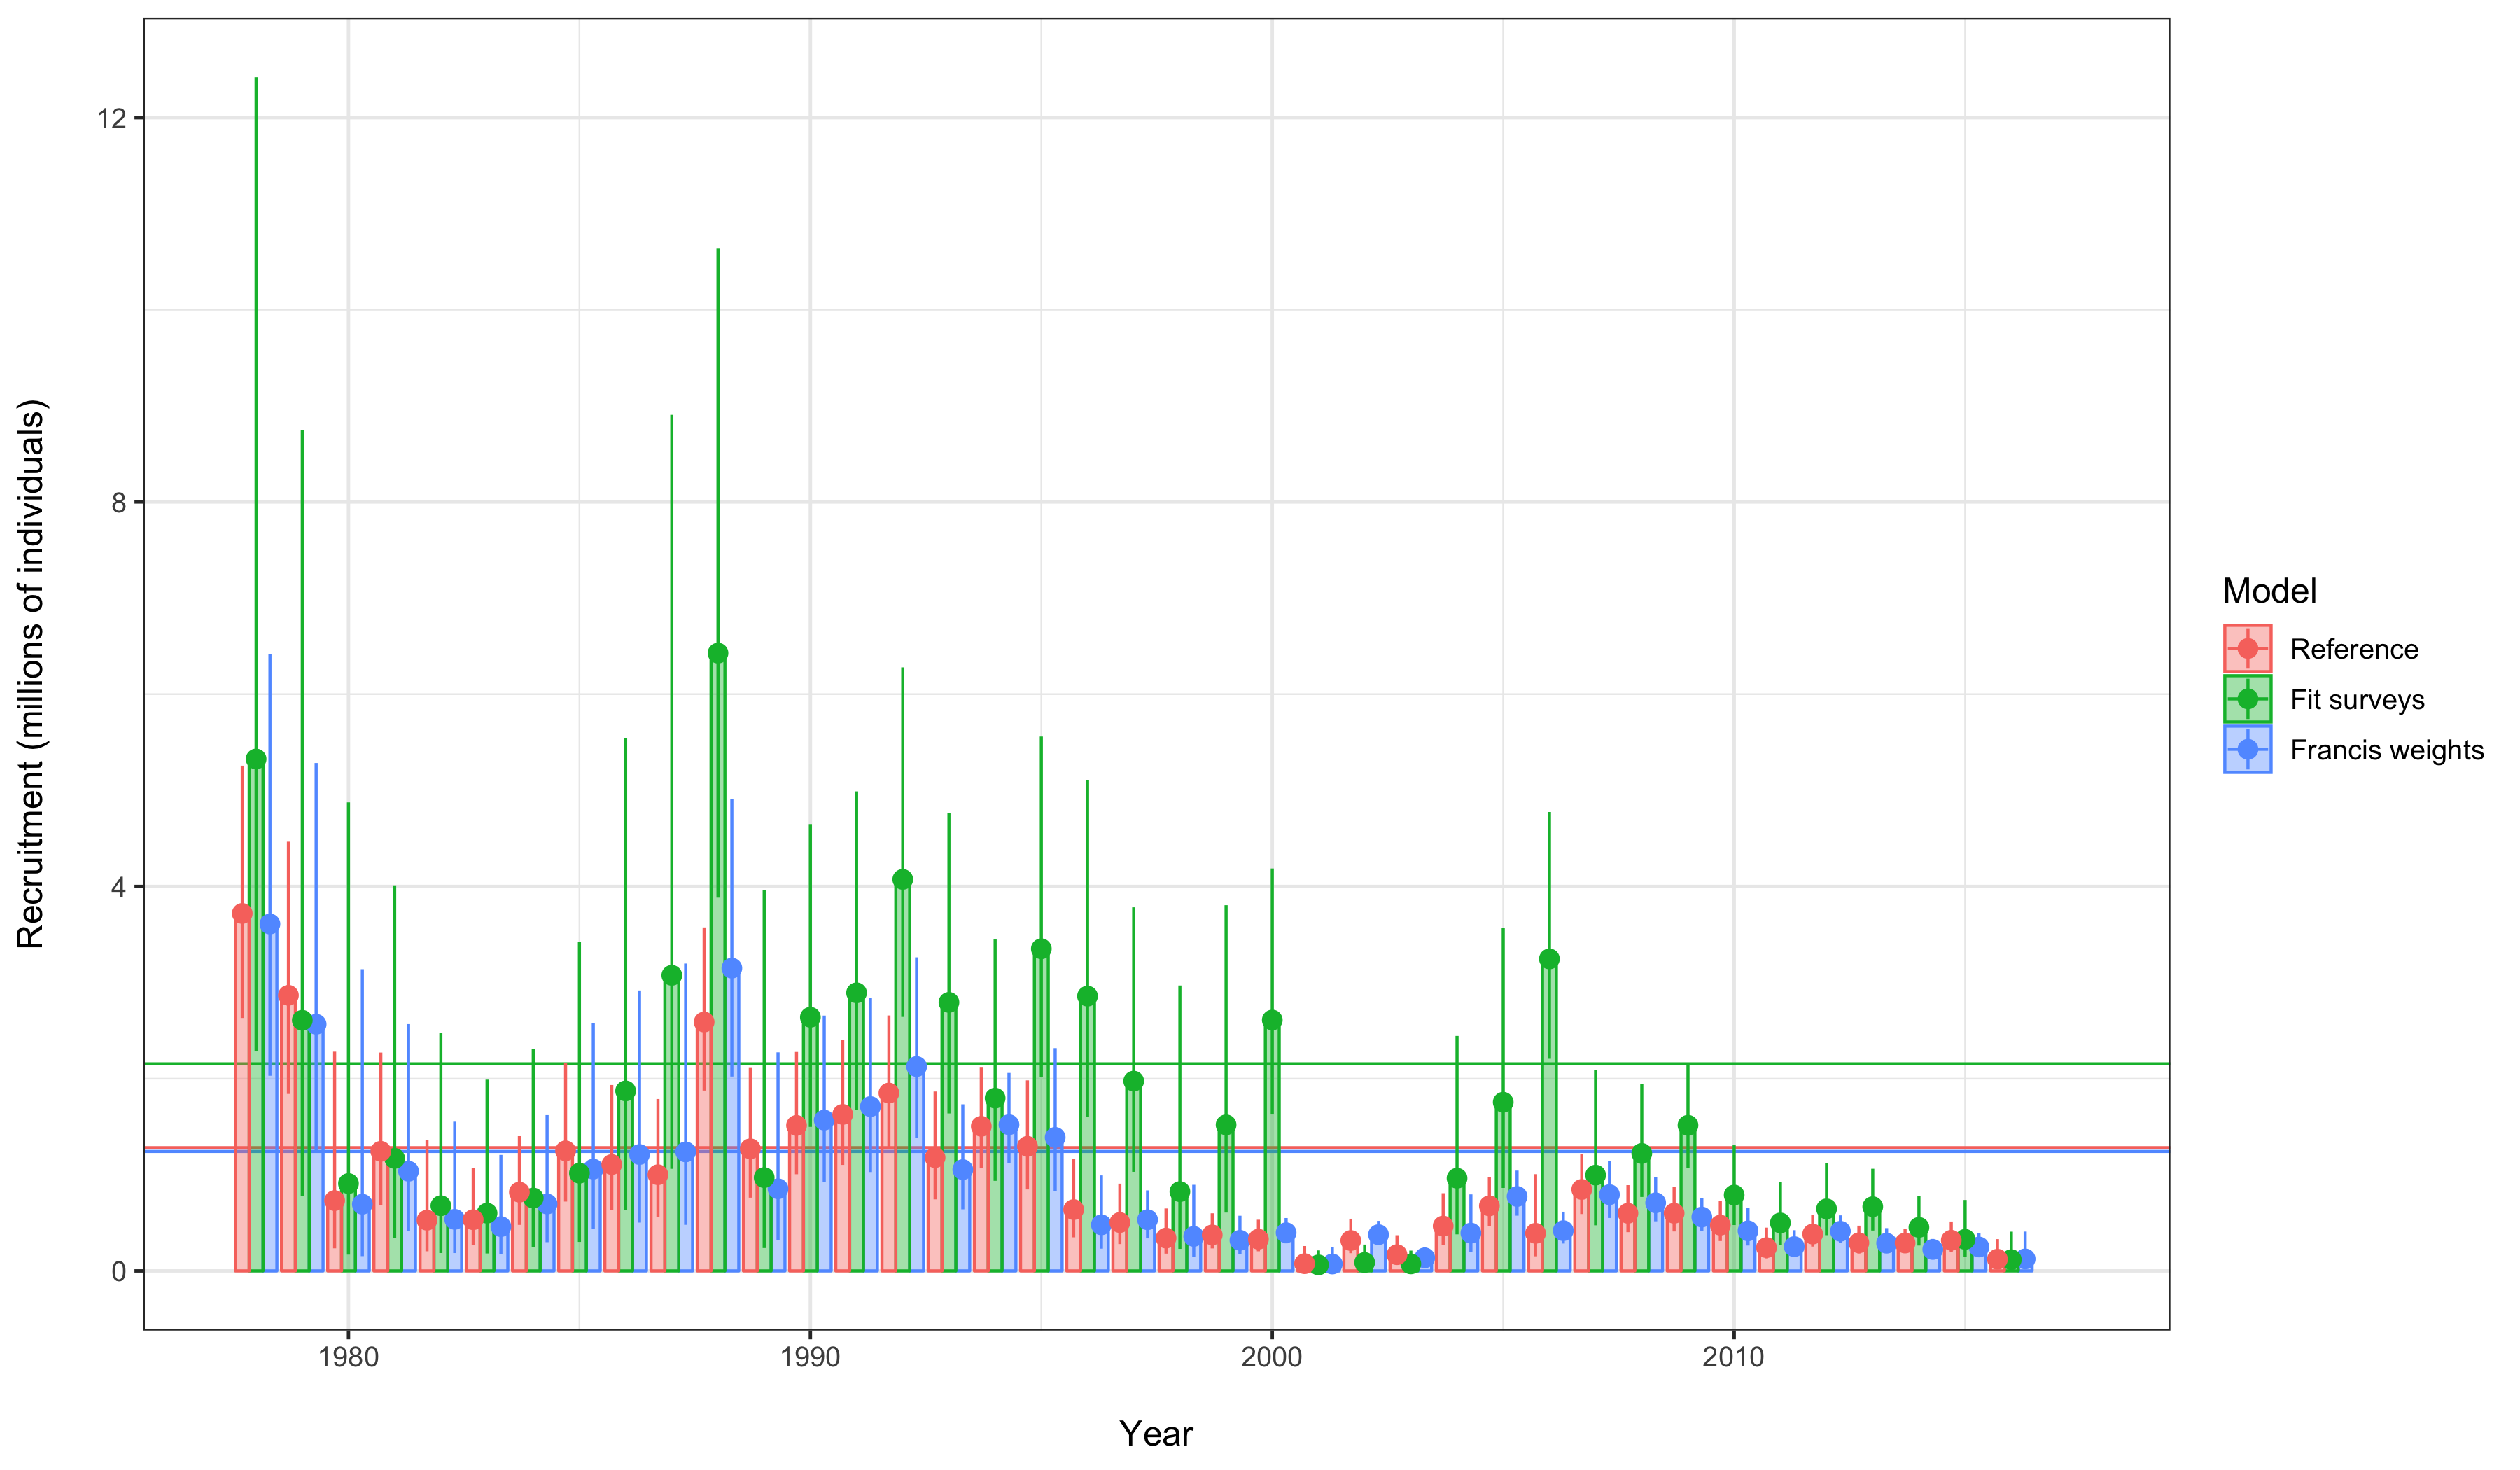 Recruitment (millions of individuals)
12
8
4
0
1980
1990
2000
2010
Year
Model
Reference
Fit surveys
Francis weights